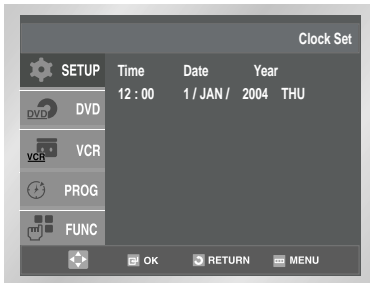 Clock Set
SETUP
Time Date Year
12 : 00 1 / JAN / 2004 THU
DVD DVD
VCR VCR
PROG
FUNC
OK RETURN MENU